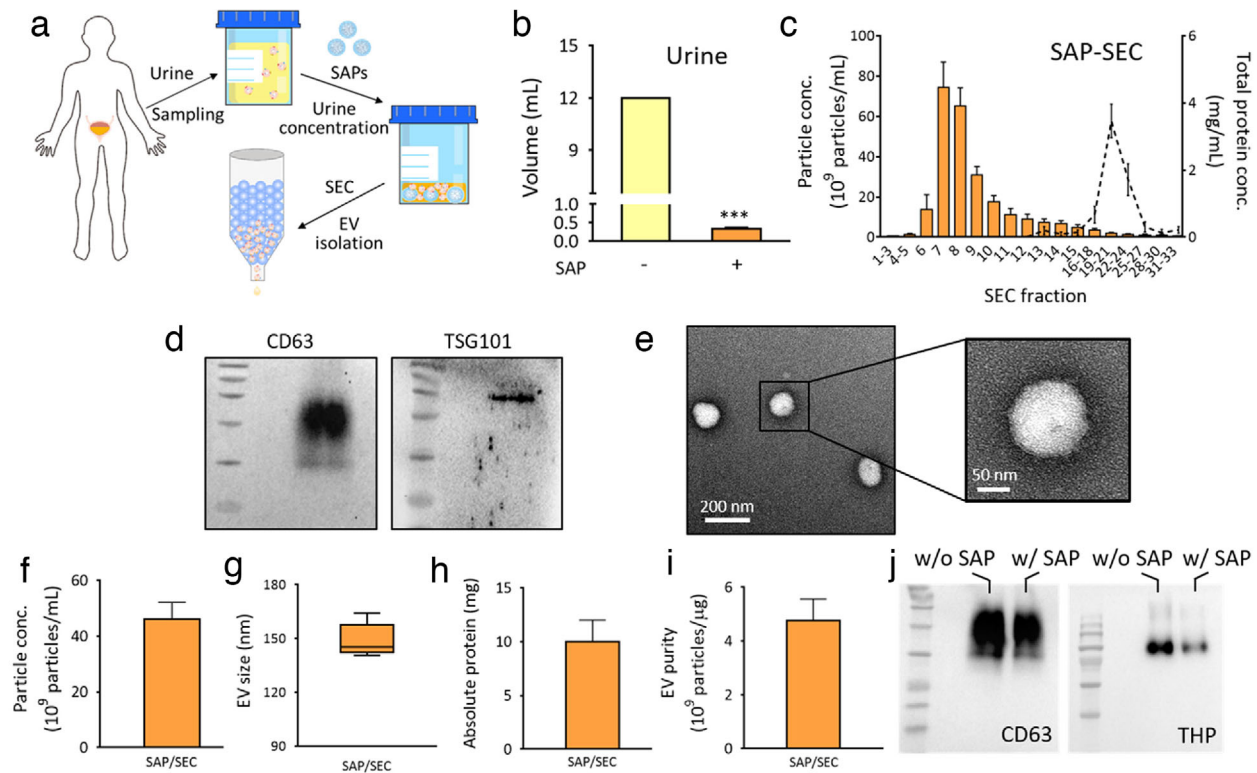 a
Urine
Sampling
SAPs
Urine
concentration
SEC
EV
isolation
b
Urine
Volume (mL)
15
12
9
1.0
0.5
0.0
SAP
-
+
***
c
SAP-SEC
Particle conc.
(10⁹ particles/mL)
100
80
60
40
20
0
6
4
2
0
Total protein conc.
(mg/mL)
1-3
4-5
6
7
8
9
10
11
12
13
14
15
16-18
19-21
22-24
25-27
28-30
31-33
SEC fraction
d
CD63
TSG101
e
200 nm
50 nm
f
Particle conc.
(10⁹ particles/mL)
60
40
20
0
SAP/SEC
g
EV size (nm)
180
150
120
90
SAP/SEC
h
Absolute protein (mg)
15
10
5
0
SAP/SEC
i
EV purity
(10⁹ particles/μg)
6
4
2
0
SAP/SEC
j
w/o SAP w/ SAP
CD63
w/o SAP w/ SAP
THP